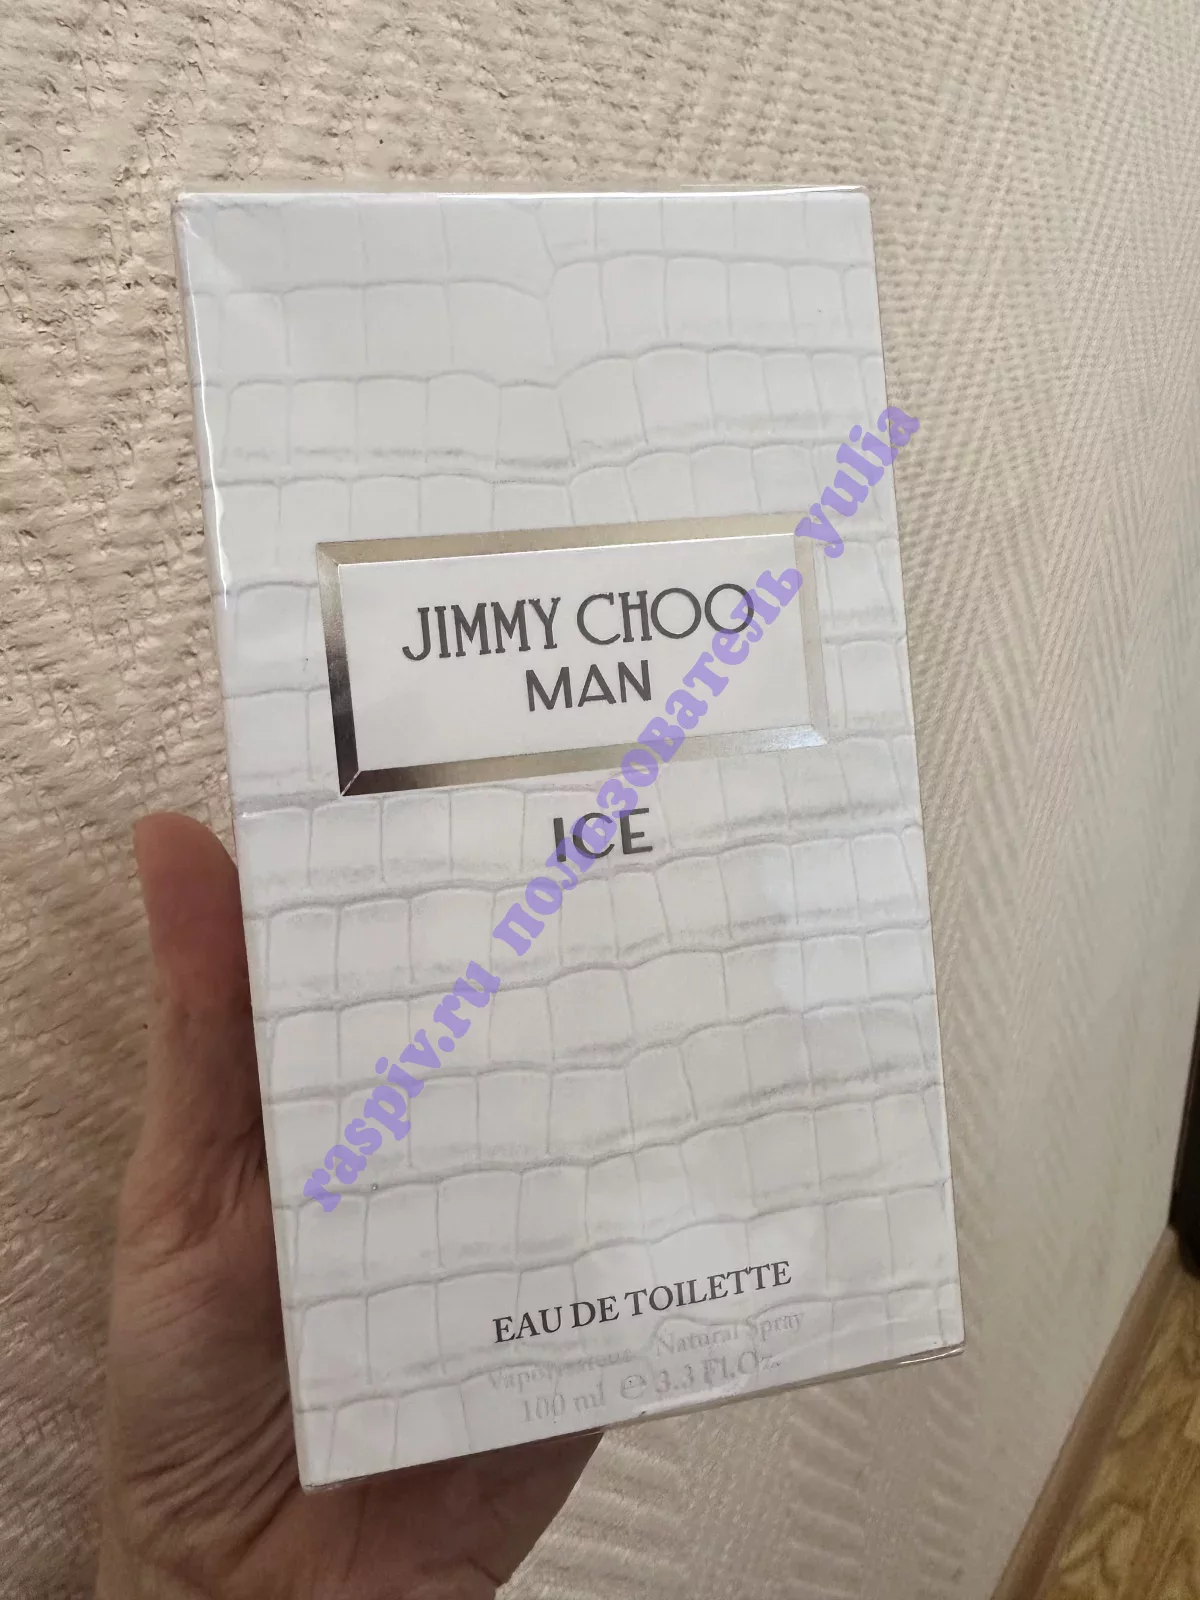 JIMMY CHOO
MAN
ICE
raspiv.ru пользователь yulia
EAU DE TOILETTE
Vaporisateur Natural Spray
100 ml ℮ 3.3 Fl.Oz.